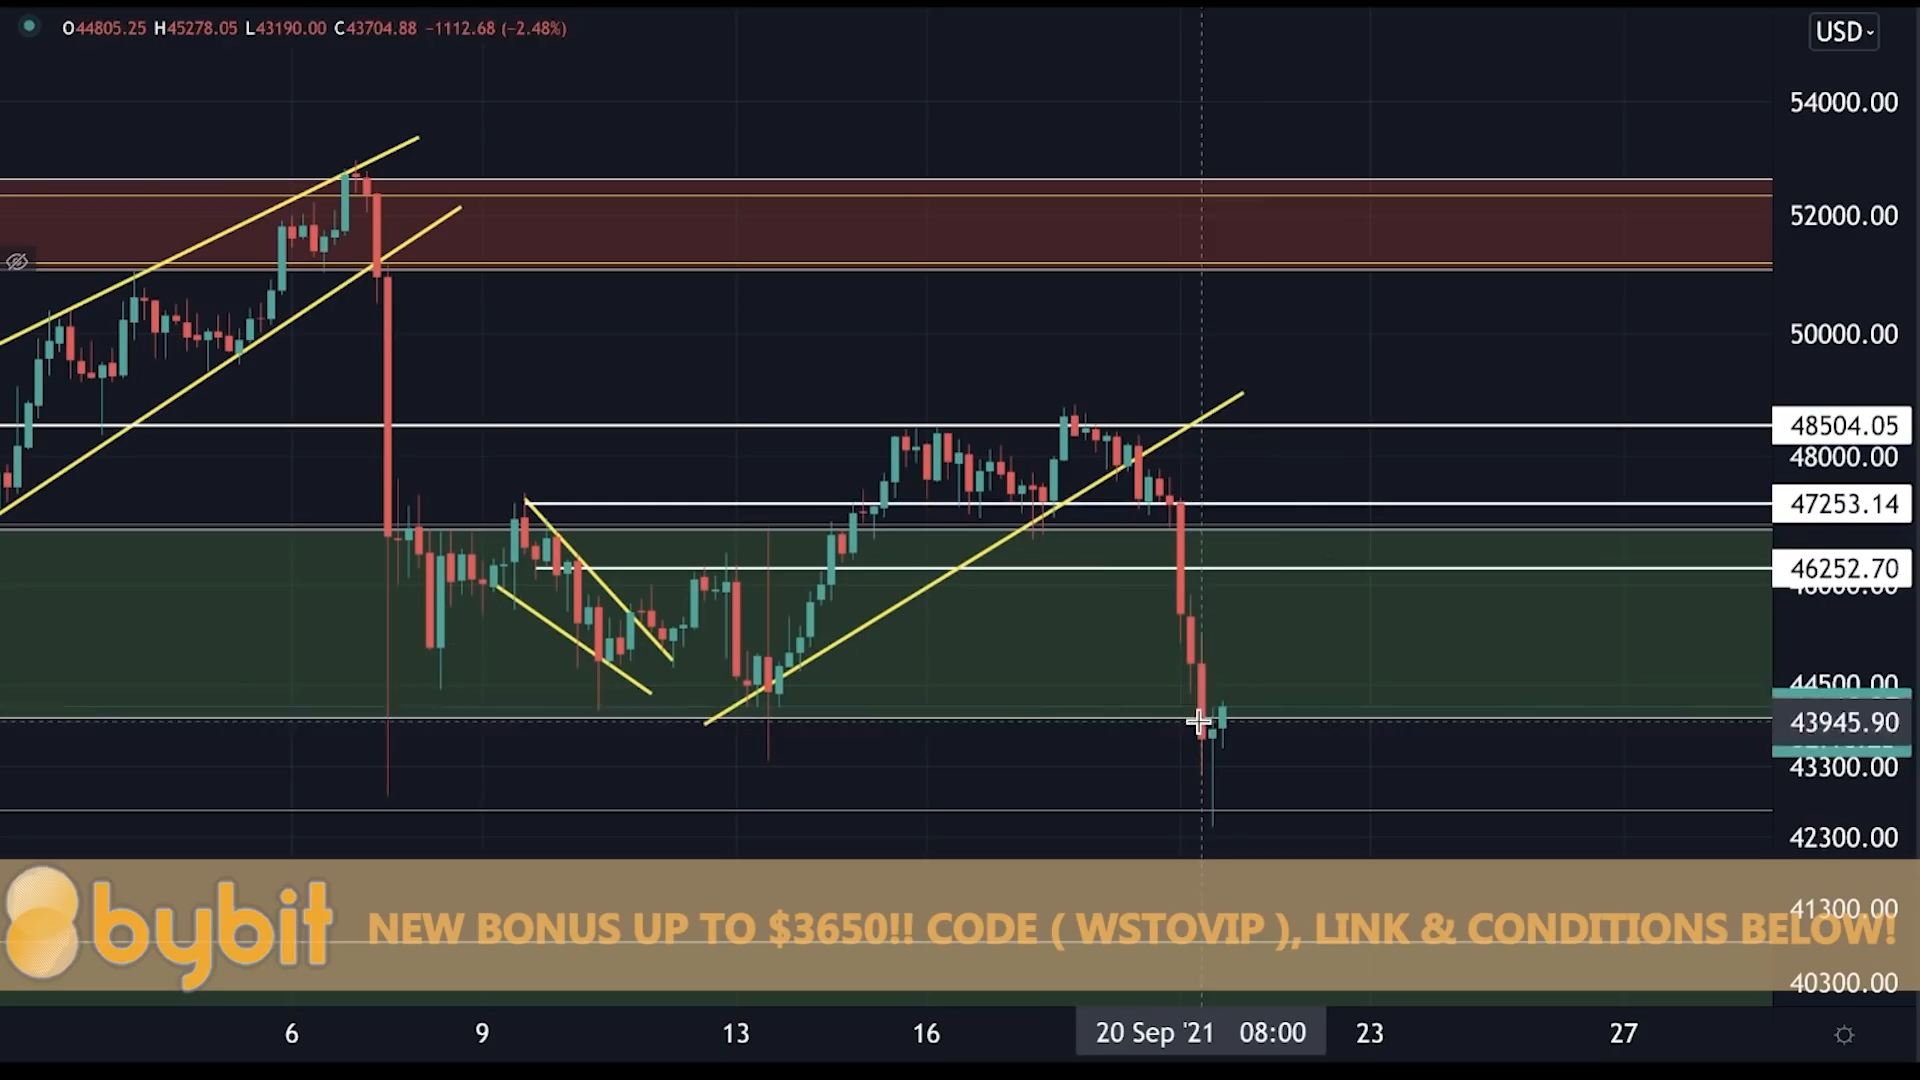 O44805.25 H45278.05 L43190.00 C43704.88 −1112.68 (−2.48%)
USD
54000.00
52000.00
50000.00
48504.05
48000.00
47253.14
46252.70
46000.00
44500.00
43945.90
43300.00
42300.00
41300.00
bybit
NEW BONUS UP TO $3650!! CODE ( WSTOVIP ), LINK & CONDITIONS BELOW!
40300.00
6 9 13 16 20 Sep '21 08:00 23 27